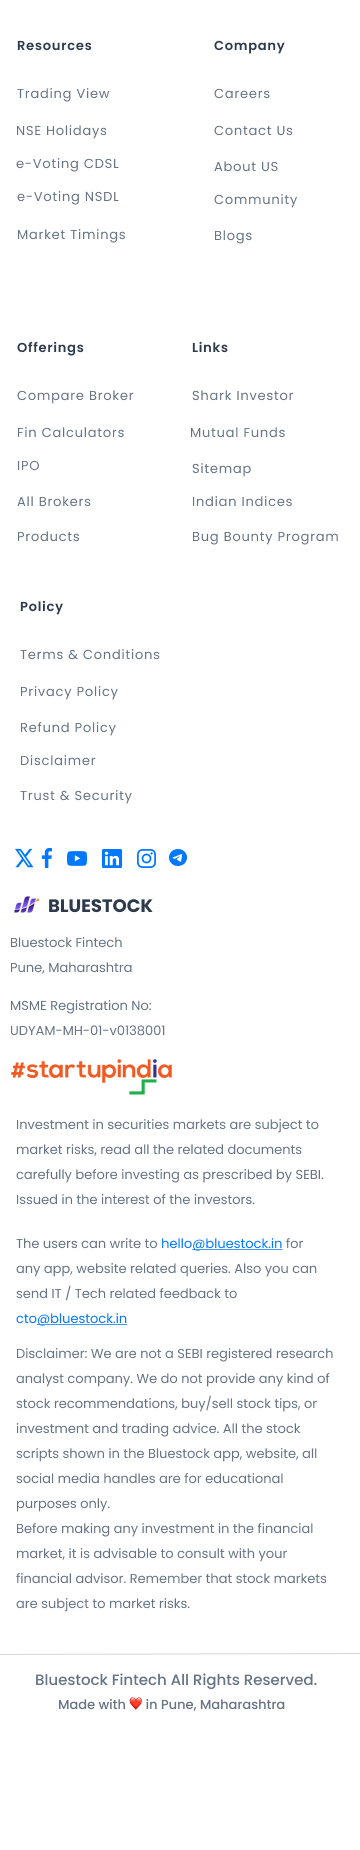 Resources
Trading View
NSE Holidays
e-Voting CDSL
e-Voting NSDL
Market Timings
Company
Careers
Contact Us
About US
Community
Blogs
Offerings
Compare Broker
Fin Calculators
IPO
All Brokers
Products
Links
Shark Investor
Mutual Funds
Sitemap
Indian Indices
Bug Bounty Program
Policy
Terms & Conditions
Privacy Policy
Refund Policy
Disclaimer
Trust & Security
BLUESTOCK
Bluestock Fintech
Pune, Maharashtra
MSME Registration No:
UDYAM-MH-01-v0138001
#startupindia
Investment in securities markets are subject to
market risks, read all the related documents
carefully before investing as prescribed by SEBI.
Issued in the interest of the investors.
The users can write to hello@bluestock.in for
any app, website related queries. Also you can
send IT / Tech related feedback to
cto@bluestock.in
Disclaimer: We are not a SEBI registered research
analyst company. We do not provide any kind of
stock recommendations, buy/sell stock tips, or
investment and trading advice. All the stock
scripts shown in the Bluestock app, website, all
social media handles are for educational
purposes only.
Before making any investment in the financial
market, it is advisable to consult with your
financial advisor. Remember that stock markets
are subject to market risks.
Bluestock Fintech All Rights Reserved.
Made with ❤️ in Pune, Maharashtra